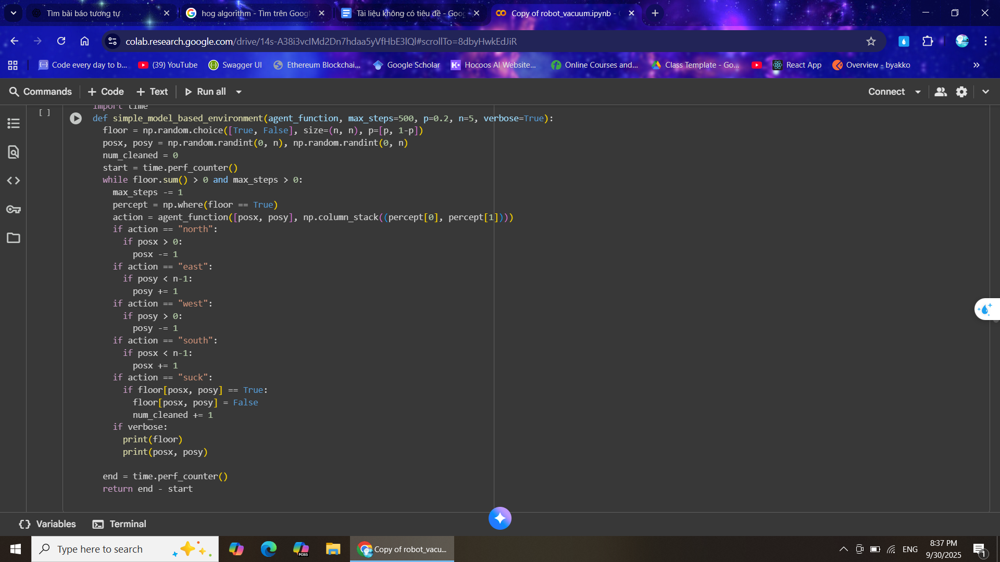 Tìm bài báo tương tự
hog algorithm - Tìm trên Goog
Tài liệu không có tiêu đề - Goo
Copy of robot_vacuum.ipynb -
colab.research.google.com/drive/14s-A38i3vcIMd2Dn7hdaa5yVfHbE3lQl#scrollTo=8dbyHwkEdJiR
Code every day to b...
(39) YouTube
Swagger UI
Ethereum Blockchai...
Google Scholar
Hocoos AI Website...
Online Courses and...
Class Template - Go...
React App
Overview - byakko
Commands + Code + Text Run all
Connect
[ ]
import time
def simple_model_based_environment(agent_function, max_steps=500, p=0.2, n=5, verbose=True):
  floor = np.random.choice([True, False], size=(n, n), p=[p, 1-p])
  posx, posy = np.random.randint(0, n), np.random.randint(0, n)
  num_cleaned = 0
  start = time.perf_counter()
  while floor.sum() > 0 and max_steps > 0:
    max_steps -= 1
    percept = np.where(floor == True)
    action = agent_function([posx, posy], np.column_stack((percept[0], percept[1])))
    if action == "north":
      if posx > 0:
        posx -= 1
    if action == "east":
      if posy < n-1:
        posy += 1
    if action == "west":
      if posy > 0:
        posy -= 1
    if action == "south":
      if posx < n-1:
        posx += 1
    if action == "suck":
      if floor[posx, posy] == True:
        floor[posx, posy] = False
        num_cleaned += 1
    if verbose:
      print(floor)
      print(posx, posy)
  end = time.perf_counter()
  return end - start
Variables
Terminal
Type here to search
M365
Copy of robot_vacu...
ENG
8:37 PM
9/30/2025
1